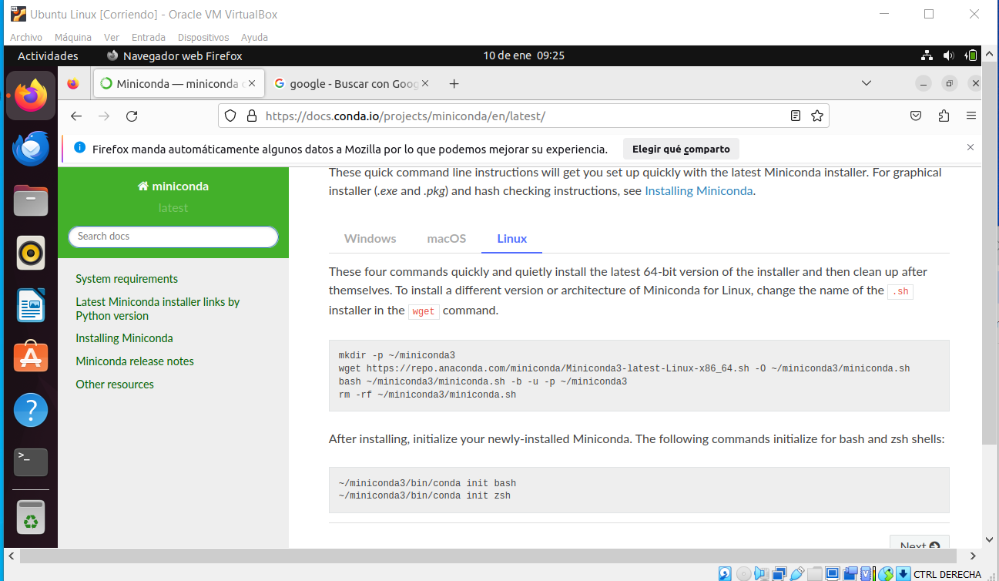 Ubuntu Linux [Corriendo] - Oracle VM VirtualBox
Archivo Máquina Ver Entrada Dispositivos Ayuda
Actividades Navegador web Firefox 10 de ene 09:25
Miniconda — miniconda google - Buscar con Goog
https://docs.conda.io/projects/miniconda/en/latest/
Firefox manda automáticamente algunos datos a Mozilla por lo que podemos mejorar su experiencia. Elegir qué comparto
miniconda
latest
Search docs
System requirements
Latest Miniconda installer links by
Python version
Installing Miniconda
Miniconda release notes
Other resources
These quick command line instructions will get you set up quickly with the latest Miniconda installer. For graphical
installer (.exe and .pkg) and hash checking instructions, see Installing Miniconda.
Windows macOS Linux
These four commands quickly and quietly install the latest 64-bit version of the installer and then clean up after
themselves. To install a different version or architecture of Miniconda for Linux, change the name of the .sh
installer in the wget command.
mkdir -p ~/miniconda3
wget https://repo.anaconda.com/miniconda/Miniconda3-latest-Linux-x86_64.sh -O ~/miniconda3/miniconda.sh
bash ~/miniconda3/miniconda.sh -b -u -p ~/miniconda3
rm -rf ~/miniconda3/miniconda.sh
After installing, initialize your newly-installed Miniconda. The following commands initialize for bash and zsh shells:
~/miniconda3/bin/conda init bash
~/miniconda3/bin/conda init zsh
Next
CTRL DERECHA